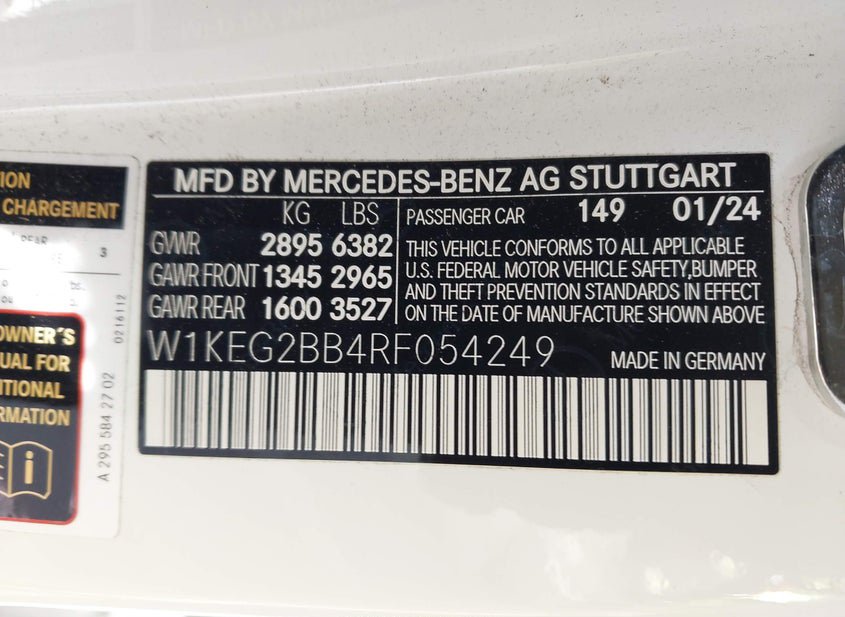 TION
CHARGEMENT
REAR
3
lbs.
0216112
OWNER'S
UAL FOR
ITIONAL
RMATION
i
A 295 584 27 02
MFD BY MERCEDES-BENZ AG STUTTGART
KG LBS
PASSENGER CAR 149 01/24
GVWR 2895 6382
GAWR FRONT 1345 2965
GAWR REAR 1600 3527
THIS VEHICLE CONFORMS TO ALL APPLICABLE
U.S. FEDERAL MOTOR VEHICLE SAFETY,BUMPER
AND THEFT PREVENTION STANDARDS IN EFFECT
ON THE DATE OF MANUFACTURE SHOWN ABOVE
W1KEG2BB4RF054249
MADE IN GERMANY